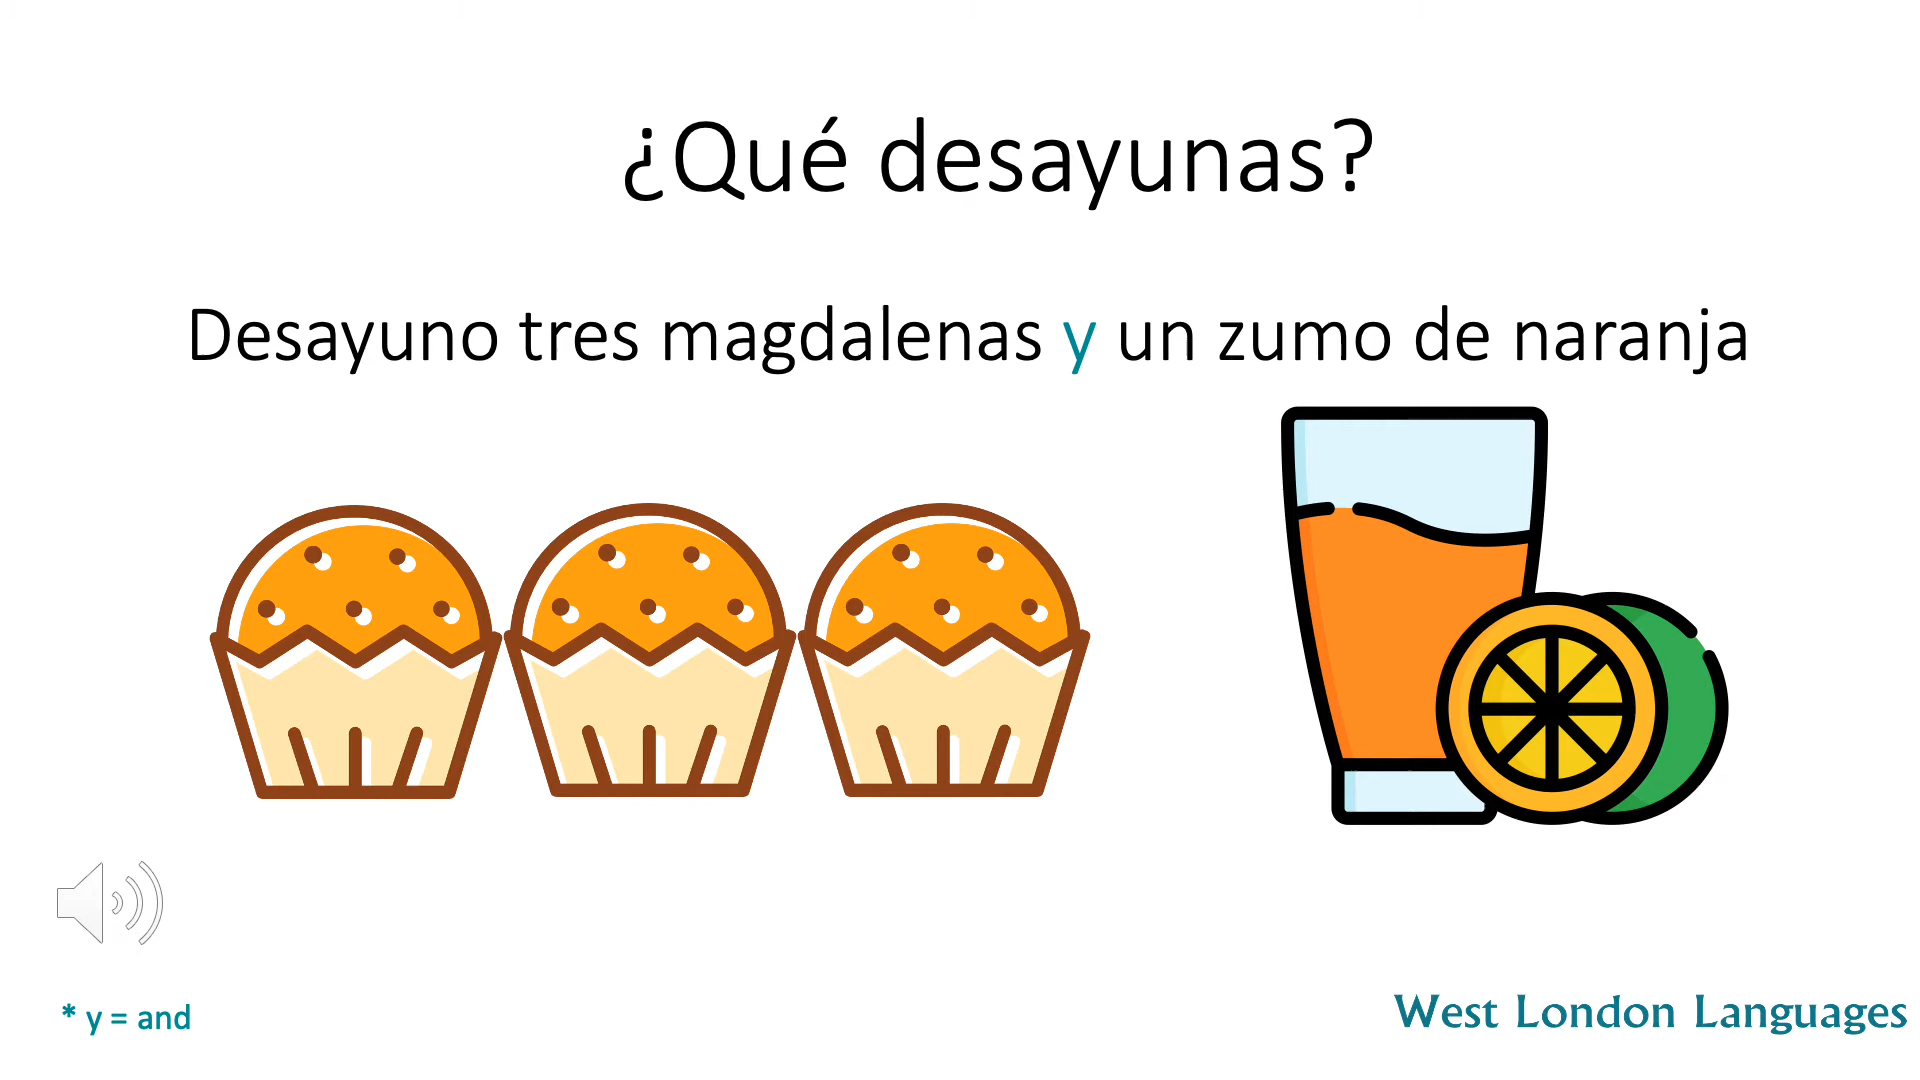 ¿Qué desayunas?
Desayuno tres magdalenas y un zumo de naranja
* y = and
West London Languages